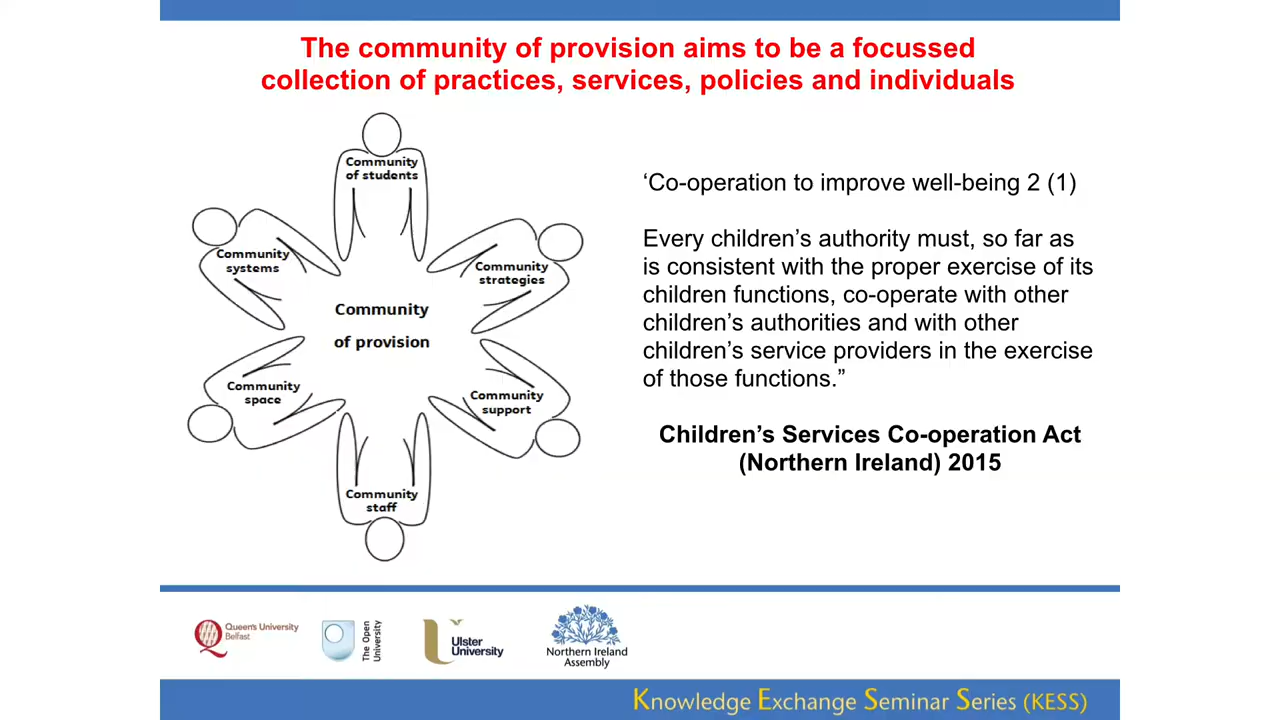 The community of provision aims to be a focussed
collection of practices, services, policies and individuals
Community
of students
Community
systems
Community
strategies
Community
of provision
Community
space
Community
support
Community
staff
‘Co-operation to improve well-being 2 (1)
Every children’s authority must, so far as
is consistent with the proper exercise of its
children functions, co-operate with other
children’s authorities and with other
children’s service providers in the exercise
of those functions.”
Children’s Services Co-operation Act
(Northern Ireland) 2015
Queen's University
Belfast
The Open
University
Ulster
University
Northern Ireland
Assembly
Knowledge Exchange Seminar Series (KESS)